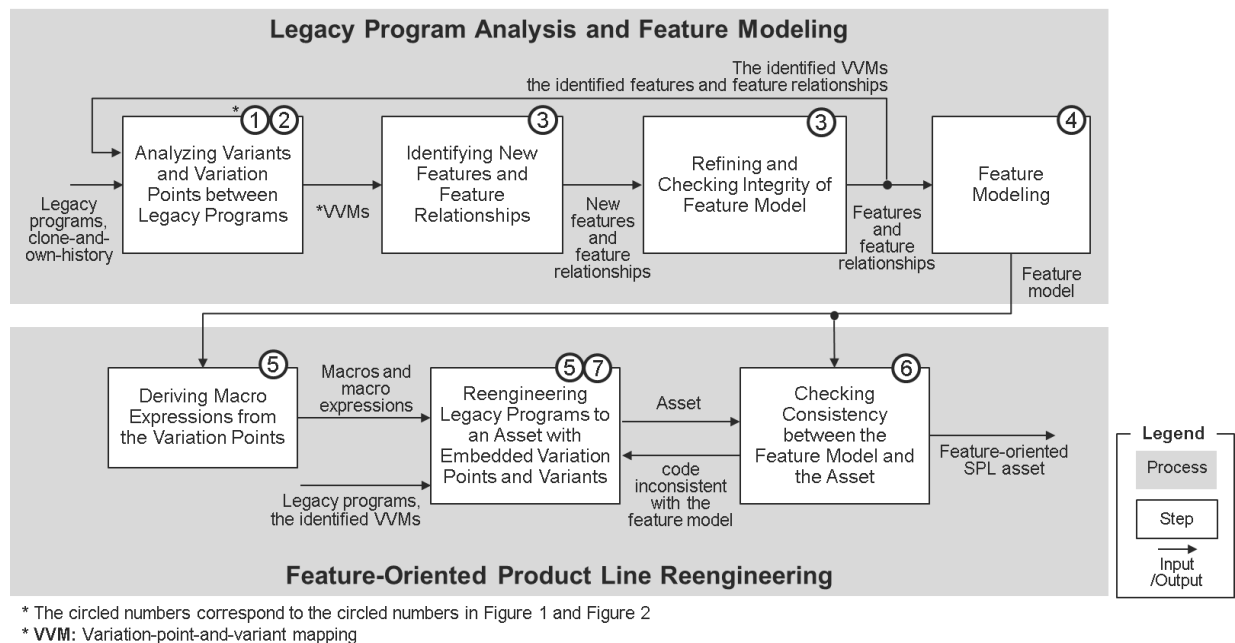 Legacy Program Analysis and Feature Modeling
The identified VVMs
the identified features and feature relationships
*
1 2
Analyzing Variants
and Variation
Points between
Legacy Programs
Legacy
programs,
clone-and-
own-history
*VVMs
3
Identifying New
Features and
Feature
Relationships
New
features
and
feature
relationships
3
Refining and
Checking Integrity of
Feature Model
Features
and
feature
relationships
4
Feature
Modeling
Feature
model
5
Deriving Macro
Expressions from
the Variation Points
Macros and
macro
expressions
Legacy programs,
the identified VVMs
5 7
Reengineering
Legacy Programs to
an Asset with
Embedded Variation
Points and Variants
Asset
code
inconsistent
with the
feature model
6
Checking
Consistency
between the
Feature Model and
the Asset
Feature-oriented
SPL asset
Feature-Oriented Product Line Reengineering
Legend
Process
Step
Input
/Output
* The circled numbers correspond to the circled numbers in Figure 1 and Figure 2
* VVM: Variation-point-and-variant mapping